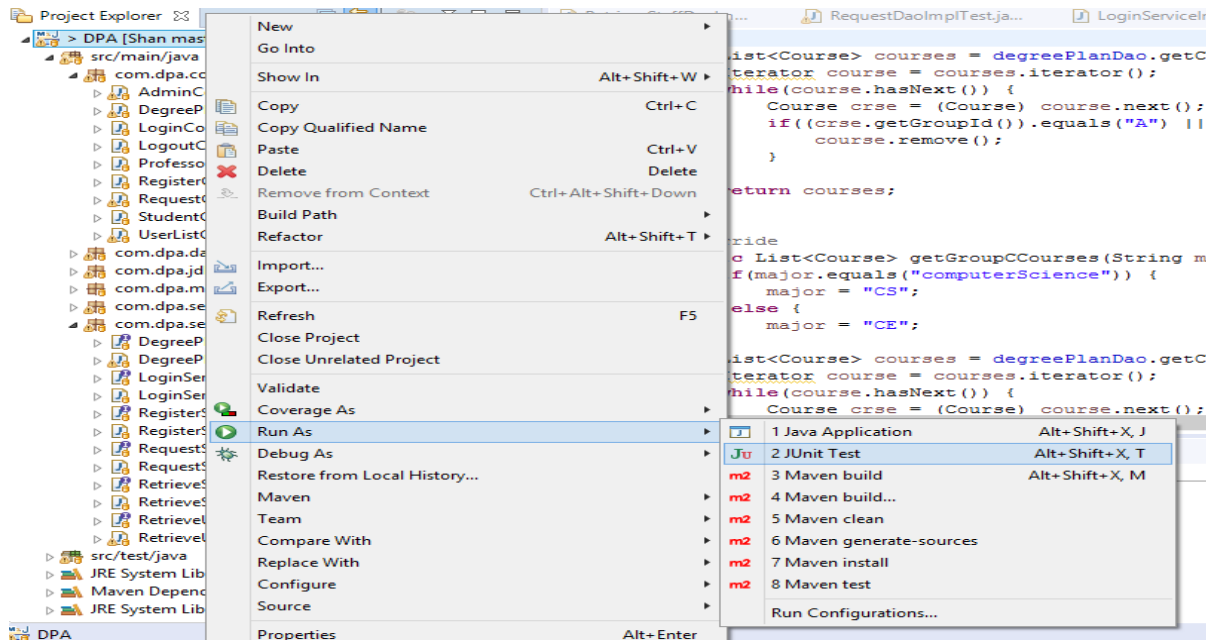 Project Explorer
RequestDaoImplTest.ja...
LoginServiceIn
> DPA [Shan mas
src/main/java
com.dpa.co
AdminC
DegreeP
LoginCo
LogoutC
Professo
Register
Request
Student
UserList
com.dpa.da
com.dpa.jd
com.dpa.m
com.dpa.se
com.dpa.se
DegreeP
DegreeP
LoginSer
LoginSer
RegisterS
RegisterS
RequestS
RequestS
RetrieveS
RetrieveS
RetrieveU
RetrieveU
src/test/java
JRE System Lib
Maven Depend
JRE System Lib
DPA
New
Go Into
Show In Alt+Shift+W
Copy Ctrl+C
Copy Qualified Name
Paste Ctrl+V
Delete Delete
Remove from Context Ctrl+Alt+Shift+Down
Build Path
Refactor Alt+Shift+T
Import...
Export...
Refresh F5
Close Project
Close Unrelated Project
Validate
Coverage As
Run As
Debug As
Restore from Local History...
Maven
Team
Compare With
Replace With
Configure
Source
Properties Alt+Enter
1 Java Application Alt+Shift+X, J
2 JUnit Test Alt+Shift+X, T
3 Maven build Alt+Shift+X, M
4 Maven build...
5 Maven clean
6 Maven generate-sources
7 Maven install
8 Maven test
Run Configurations...
ist<Course> courses = degreePlanDao.getC
terator course = courses.iterator();
hile(course.hasNext()) {
Course crse = (Course) course.next();
if((crse.getGroupId()).equals("A") ||
course.remove();
}
eturn courses;
ride
c List<Course> getGroupCCourses(String m
f(major.equals("computerScience")) {
major = "CS";
else {
major = "CE";
ist<Course> courses = degreePlanDao.getC
terator course = courses.iterator();
hile(course.hasNext()) {
Course crse = (Course) course.next();